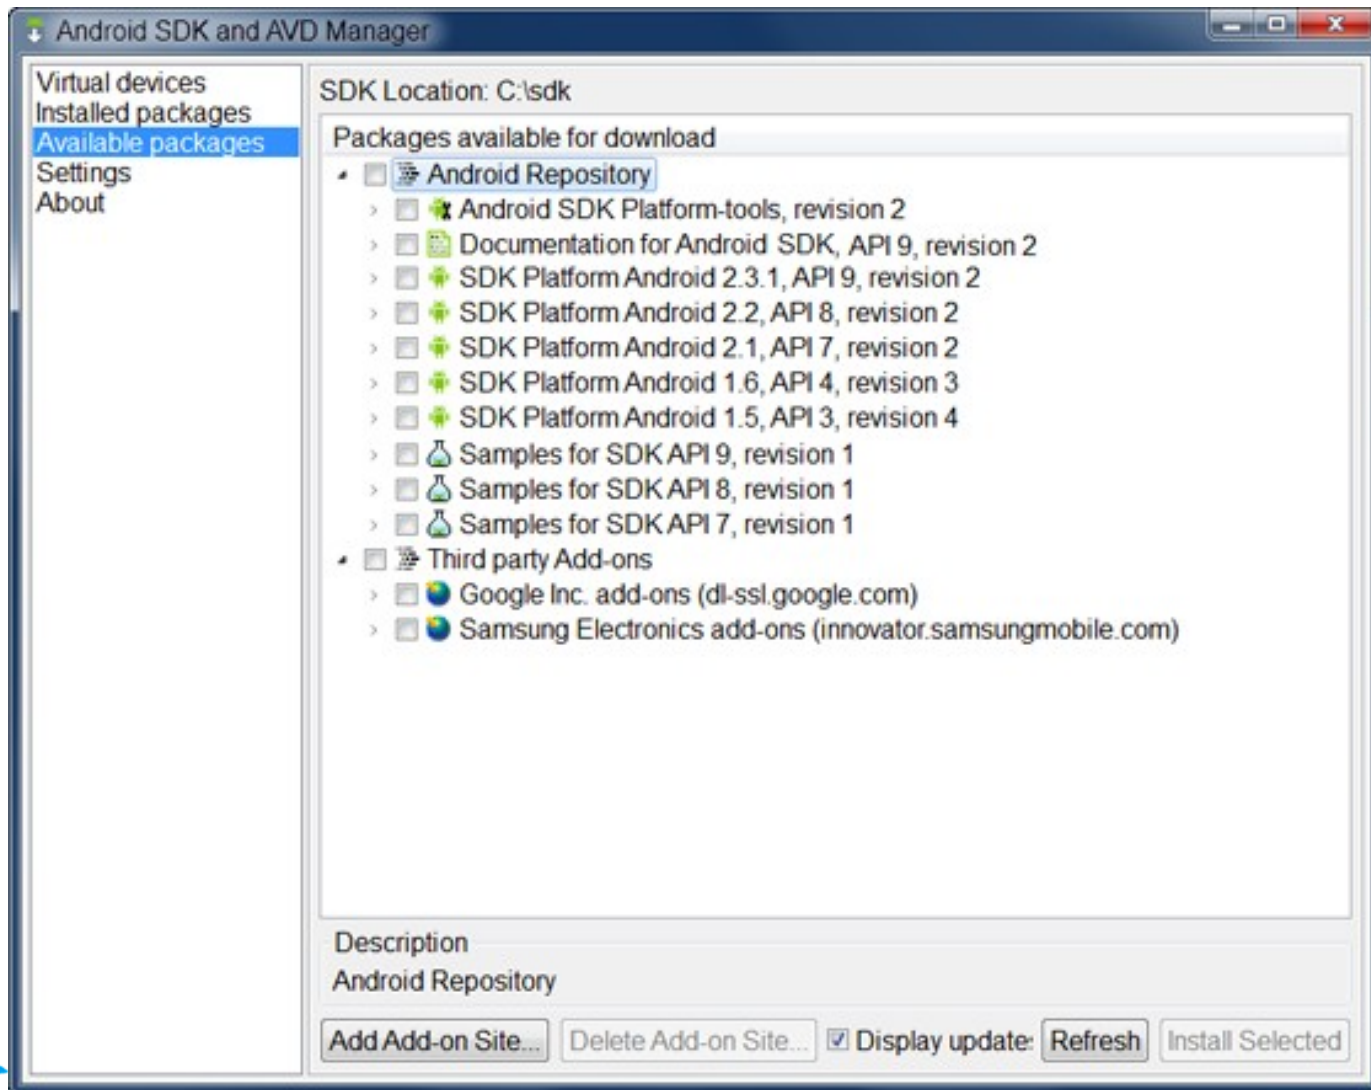 Android SDK and AVD Manager
Virtual devices
Installed packages
Available packages
Settings
About
SDK Location: C:\sdk
Packages available for download
Android Repository
Android SDK Platform-tools, revision 2
Documentation for Android SDK, API 9, revision 2
SDK Platform Android 2.3.1, API 9, revision 2
SDK Platform Android 2.2, API 8, revision 2
SDK Platform Android 2.1, API 7, revision 2
SDK Platform Android 1.6, API 4, revision 3
SDK Platform Android 1.5, API 3, revision 4
Samples for SDK API 9, revision 1
Samples for SDK API 8, revision 1
Samples for SDK API 7, revision 1
Third party Add-ons
Google Inc. add-ons (dl-ssl.google.com)
Samsung Electronics add-ons (innovator.samsungmobile.com)
Description
Android Repository
Add Add-on Site... Delete Add-on Site... Display update: Refresh Install Selected